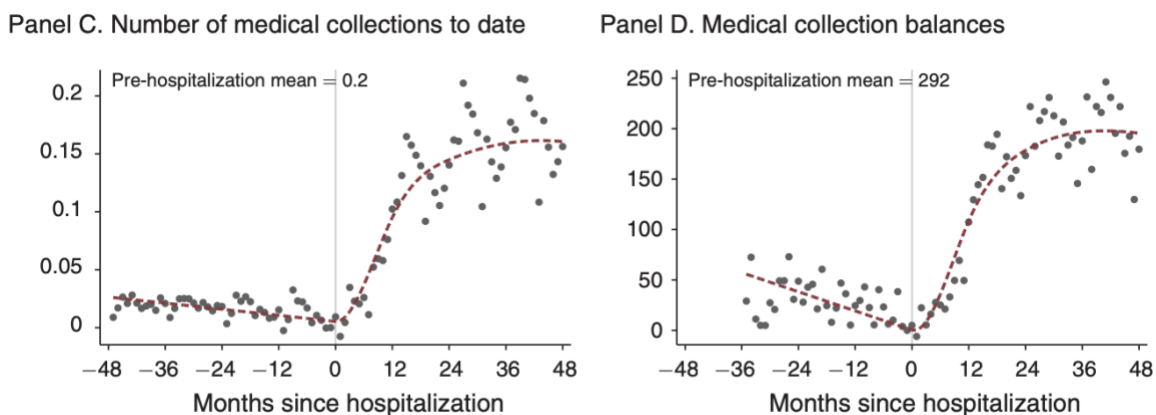 Panel C. Number of medical collections to date
Pre-hospitalization mean = 0.2
0.2
0.15
0.1
0.05
0
−48 −36 −24 −12 0 12 24 36 48
Months since hospitalization
Panel D. Medical collection balances
Pre-hospitalization mean = 292
250
200
150
100
50
0
−48 −36 −24 −12 0 12 24 36 48
Months since hospitalization